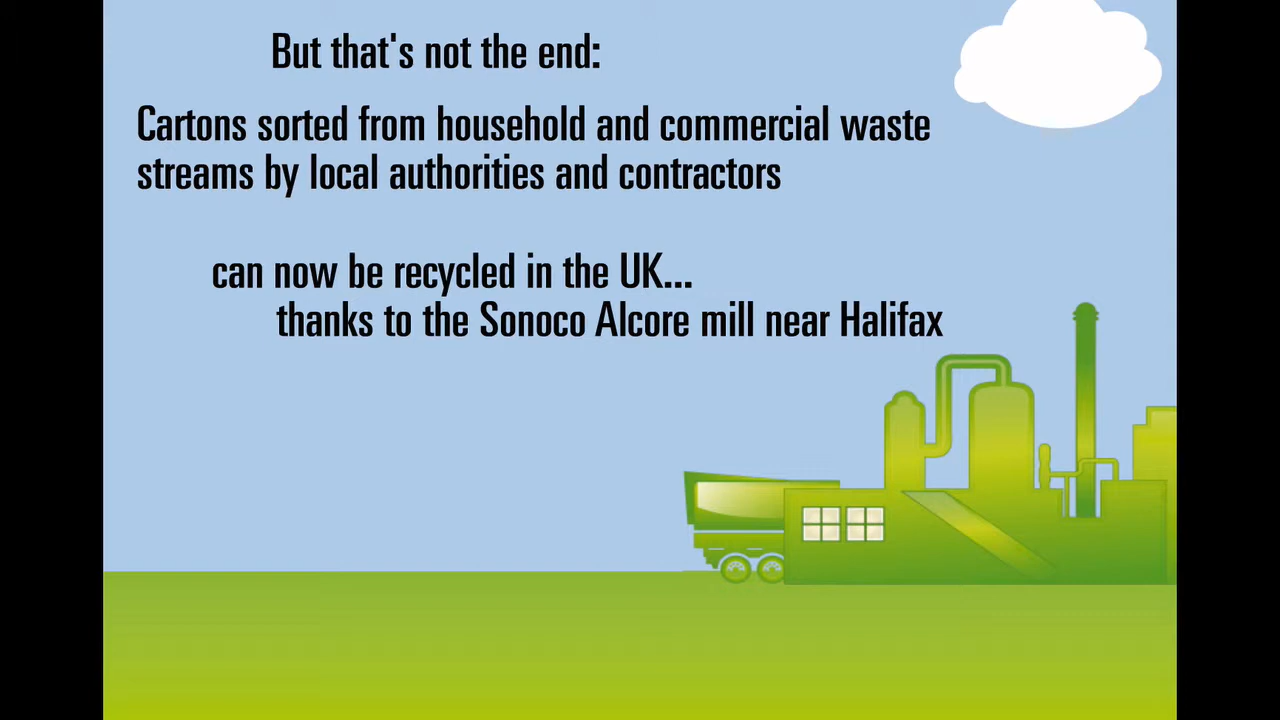 But that's not the end:
Cartons sorted from household and commercial waste
streams by local authorities and contractors
can now be recycled in the UK...
thanks to the Sonoco Alcore mill near Halifax